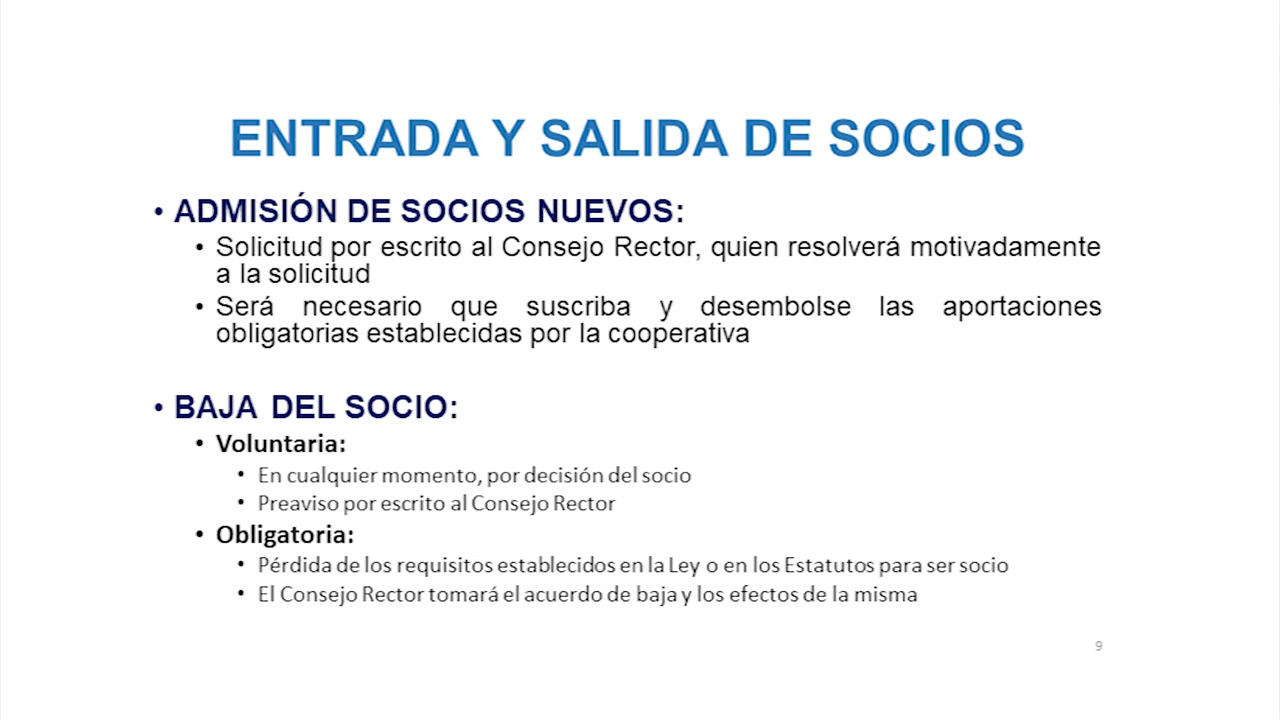 ENTRADA Y SALIDA DE SOCIOS
• ADMISIÓN DE SOCIOS NUEVOS:
• Solicitud por escrito al Consejo Rector, quien resolverá motivadamente
a la solicitud
• Será necesario que suscriba y desembolse las aportaciones
obligatorias establecidas por la cooperativa
• BAJA DEL SOCIO:
• Voluntaria:
• En cualquier momento, por decisión del socio
• Preaviso por escrito al Consejo Rector
• Obligatoria:
• Pérdida de los requisitos establecidos en la Ley o en los Estatutos para ser socio
• El Consejo Rector tomará el acuerdo de baja y los efectos de la misma
9